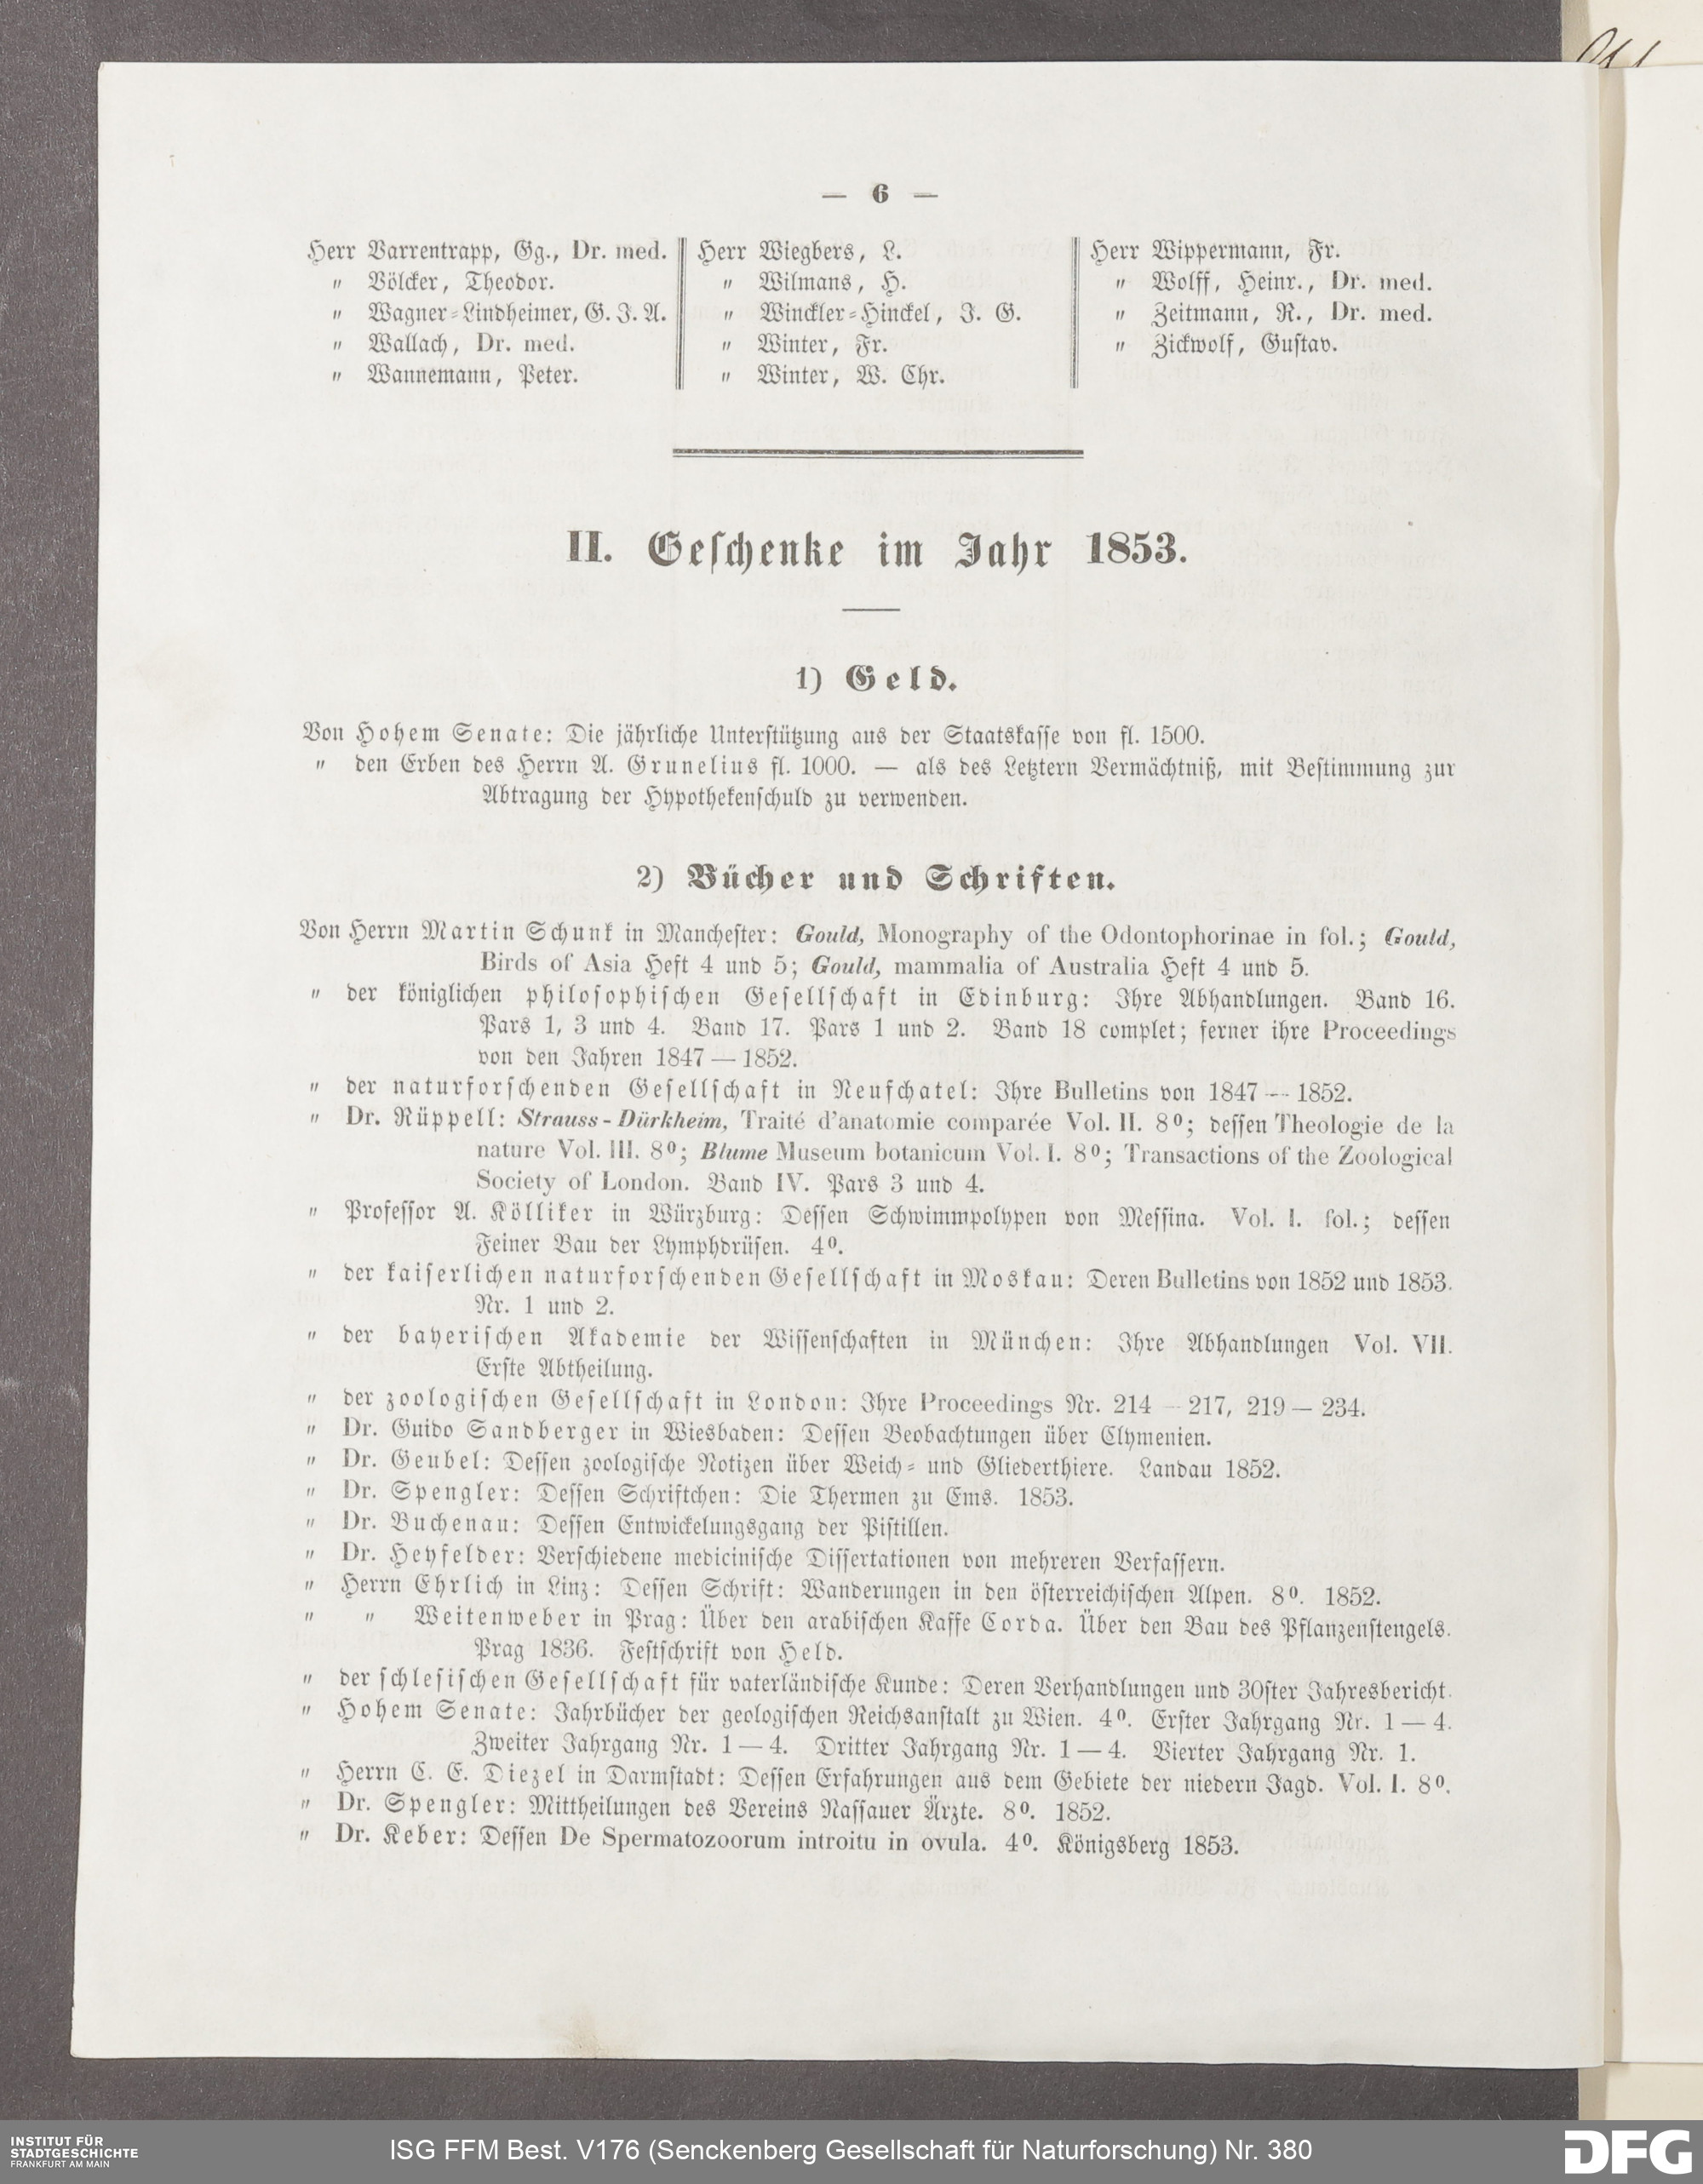 — 6 —
Herr Varrentrapp, Gg., Dr. med.
" Völcker, Theodor.
" Wagner-Lindheimer, G. J. A.
" Wallach, Dr. med.
" Wannemann, Peter.
Herr Wiegbers, L.
" Wilmans, H.
" Winckler-Hinckel, J. G.
" Winter, Fr.
" Winter, W. Chr.
Herr Wippermann, Fr.
" Wolff, Heinr., Dr. med.
" Zeitmann, R., Dr. med.
" Zickwolf, Gustav.
II. Geschenke im Jahr 1853.
1) Geld.
Von Hohem Senate: Die jährliche Unterstützung aus der Staatskasse von fl. 1500.
" den Erben des Herrn A. Grunelius fl. 1000. — als des Letztern Vermächtniß, mit Bestimmung zur
Abtragung der Hypothekenschuld zu verwenden.
2) Bücher und Schriften.
Von Herrn Martin Schunk in Manchester: Gould, Monography of the Odontophorinae in fol.; Gould,
Birds of Asia Heft 4 und 5; Gould, mammalia of Australia Heft 4 und 5.
" der königlichen philosophischen Gesellschaft in Edinburg: Ihre Abhandlungen. Band 16.
Pars 1, 3 und 4. Band 17. Pars 1 und 2. Band 18 complet; ferner ihre Proceedings
von den Jahren 1847 — 1852.
" der naturforschenden Gesellschaft in Neufchatel: Ihre Bulletins von 1847 — 1852.
" Dr. Rüppell: Strauss-Dürkheim, Traité d'anatomie comparée Vol. II. 8⁰; dessen Theologie de la
nature Vol. III. 8⁰; Blume Museum botanicum Vol. I. 8⁰; Transactions of the Zoological
Society of London. Band IV. Pars 3 und 4.
" Professor A. Kölliker in Würzburg: Dessen Schwimmpolypen von Messina. Vol. I. fol.; dessen
Feiner Bau der Lymphdrüsen. 4⁰.
" der kaiserlichen naturforschenden Gesellschaft in Moskau: Deren Bulletins von 1852 und 1853.
Nr. 1 und 2.
" der bayerischen Akademie der Wissenschaften in München: Ihre Abhandlungen Vol. VII.
Erste Abtheilung.
" der zoologischen Gesellschaft in London: Ihre Proceedings Nr. 214 — 217, 219 — 234.
" Dr. Guido Sandberger in Wiesbaden: Dessen Beobachtungen über Clymenien.
" Dr. Geubel: Dessen zoologische Notizen über Weich- und Gliederthiere. Landau 1852.
" Dr. Spengler: Dessen Schriftchen: Die Thermen zu Ems. 1853.
" Dr. Buchenau: Dessen Entwickelungsgang der Pistillen.
" Dr. Heyfelder: Verschiedene medicinische Dissertationen von mehreren Verfassern.
" Herrn Ehrlich in Linz: Dessen Schrift: Wanderungen in den österreichischen Alpen. 8⁰. 1852.
" " Weitenweber in Prag: Über den arabischen Kaffe Corda. Über den Bau des Pflanzenstengels.
Prag 1836. Festschrift von Held.
" der schlesischen Gesellschaft für vaterländische Kunde: Deren Verhandlungen und 30ster Jahresbericht.
" Hohem Senate: Jahrbücher der geologischen Reichsanstalt zu Wien. 4⁰. Erster Jahrgang Nr. 1 — 4.
Zweiter Jahrgang Nr. 1 — 4. Dritter Jahrgang Nr. 1 — 4. Vierter Jahrgang Nr. 1.
" Herrn C. E. Diezel in Darmstadt: Dessen Erfahrungen aus dem Gebiete der niedern Jagd. Vol. I. 8⁰.
" Dr. Spengler: Mittheilungen des Vereins Nassauer Ärzte. 8⁰. 1852.
" Dr. Keber: Dessen De Spermatozoorum introitu in ovula. 4⁰. Königsberg 1853.
INSTITUT FÜR
STADTGESCHICHTE
FRANKFURT AM MAIN
ISG FFM Best. V176 (Senckenberg Gesellschaft für Naturforschung) Nr. 380
DFG